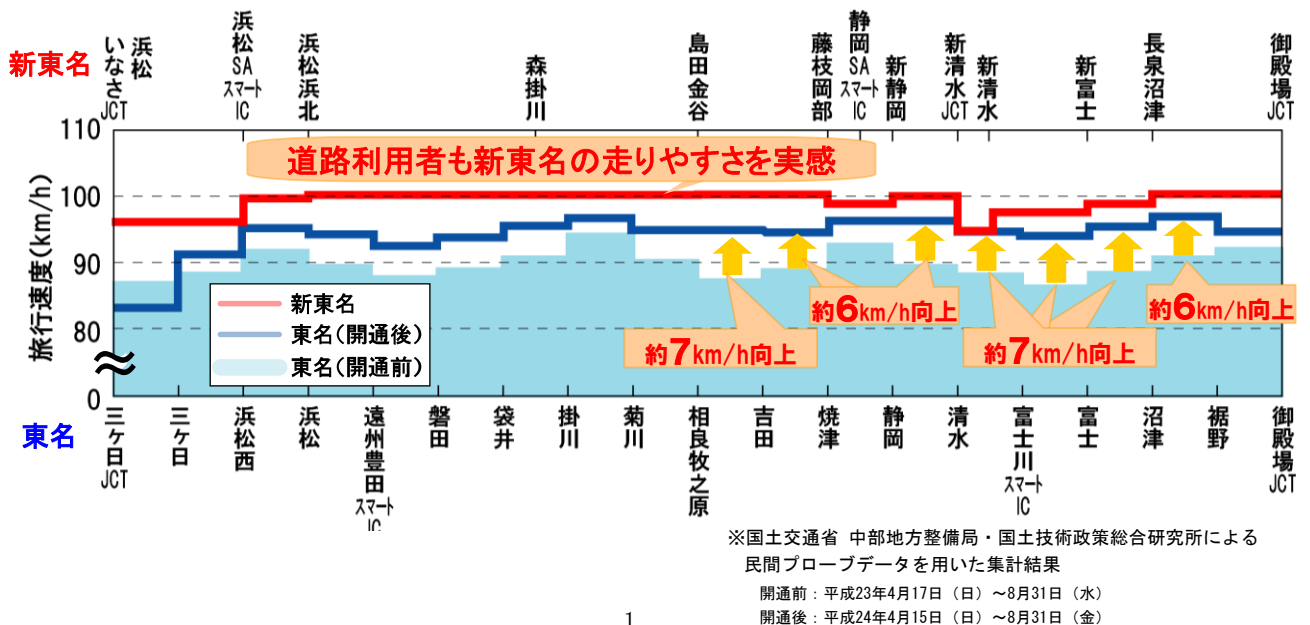 新東名
浜松いなさJCT
浜松SAスマートIC
浜松浜北
森掛川
島田金谷
藤枝岡部
静岡SAスマートIC
新静岡
新清水JCT
新清水
新富士
長泉沼津
御殿場JCT
旅行速度(km/h)
110
100
90
80
0
道路利用者も新東名の走りやすさを実感
新東名
東名(開通後)
東名(開通前)
約7km/h向上
約6km/h向上
約7km/h向上
約6km/h向上
東名
三ヶ日JCT
三ヶ日
浜松西
浜松
遠州豊田スマートIC
磐田
袋井
掛川
菊川
相良牧之原
吉田
焼津
静岡
清水
富士川スマートIC
富士
沼津
裾野
御殿場JCT
※国土交通省 中部地方整備局・国土技術政策総合研究所による
民間プローブデータを用いた集計結果
開通前：平成23年4月17日（日）～8月31日（水）
開通後：平成24年4月15日（日）～8月31日（金）
1